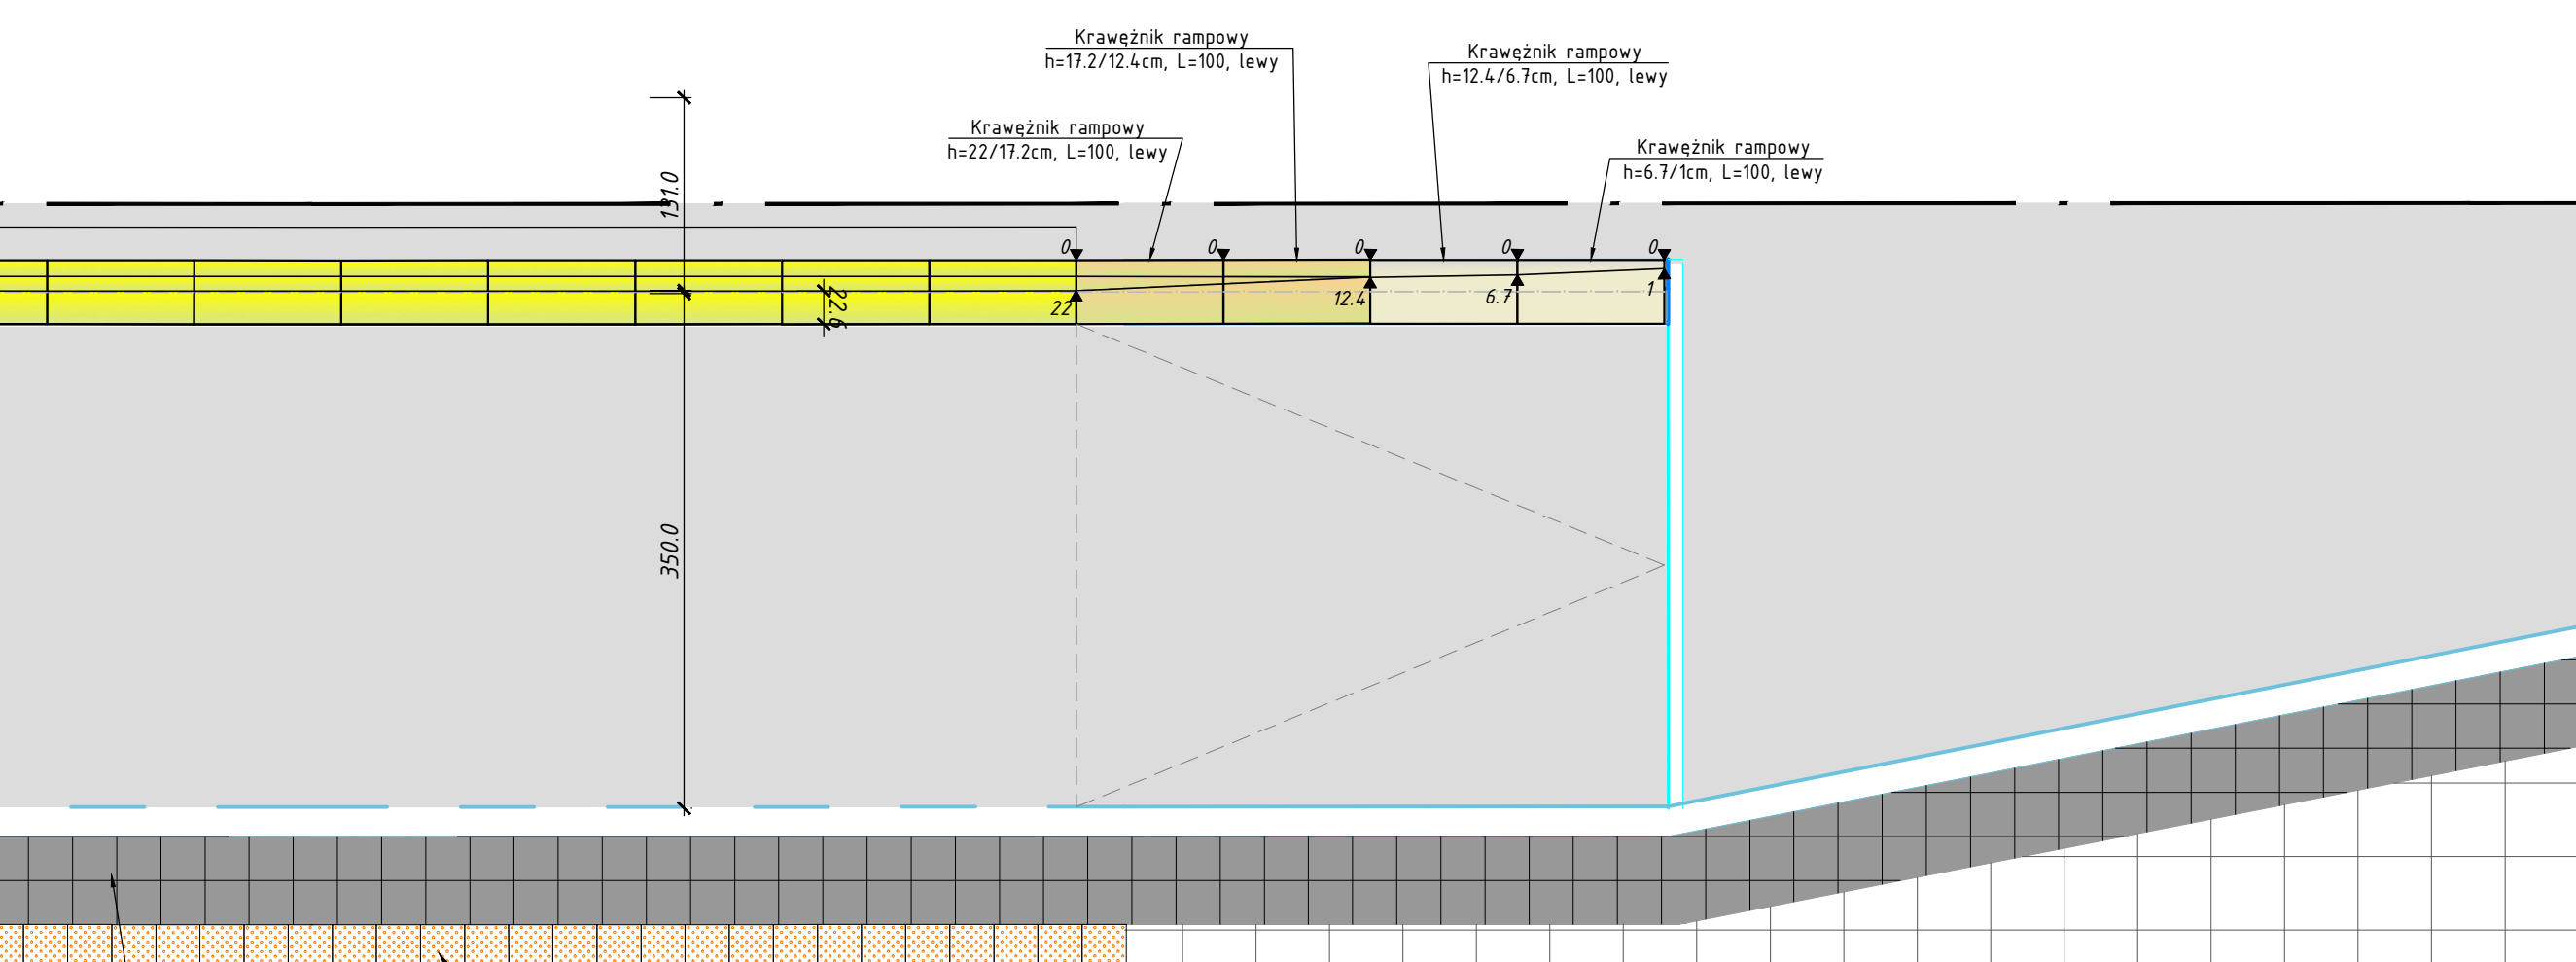 Krawężnik rampowy
h=17.2/12.4cm, L=100, lewy
Krawężnik rampowy
h=12.4/6.7cm, L=100, lewy
Krawężnik rampowy
h=22/17.2cm, L=100, lewy
Krawężnik rampowy
h=6.7/1cm, L=100, lewy
131.0
0
0
0
0
0
22.6
22
12.4
6.7
1
350.0